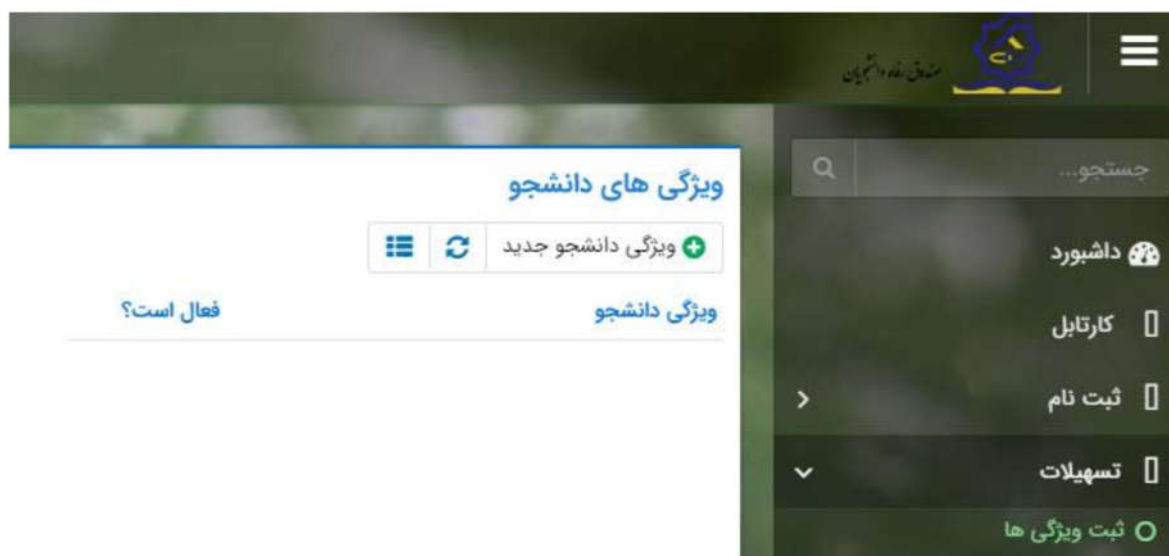 صندوق رفاه دانشجویان
جستجو...
داشبورد
کارتابل
ثبت نام
تسهیلات
ثبت ویژگی ها
ویژگی های دانشجو
ویژگی دانشجو جدید
ویژگی دانشجو فعال است؟